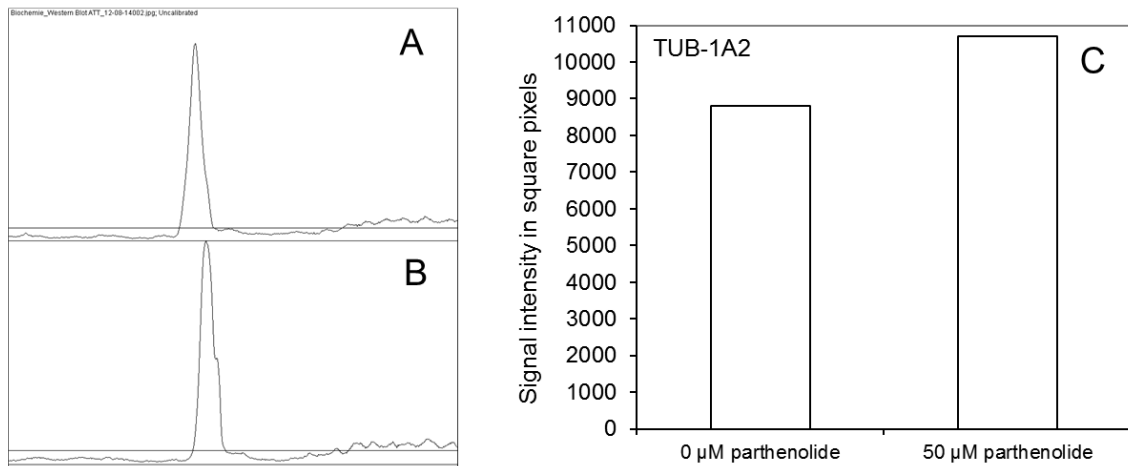 Biochemie_Western Blot ATT_12-08-14002.jpg; Uncalibrated
A
B
Signal intensity in square pixels
11000
10000
9000
8000
7000
6000
5000
4000
3000
2000
1000
0
TUB-1A2
C
0 µM parthenolide
50 µM parthenolide